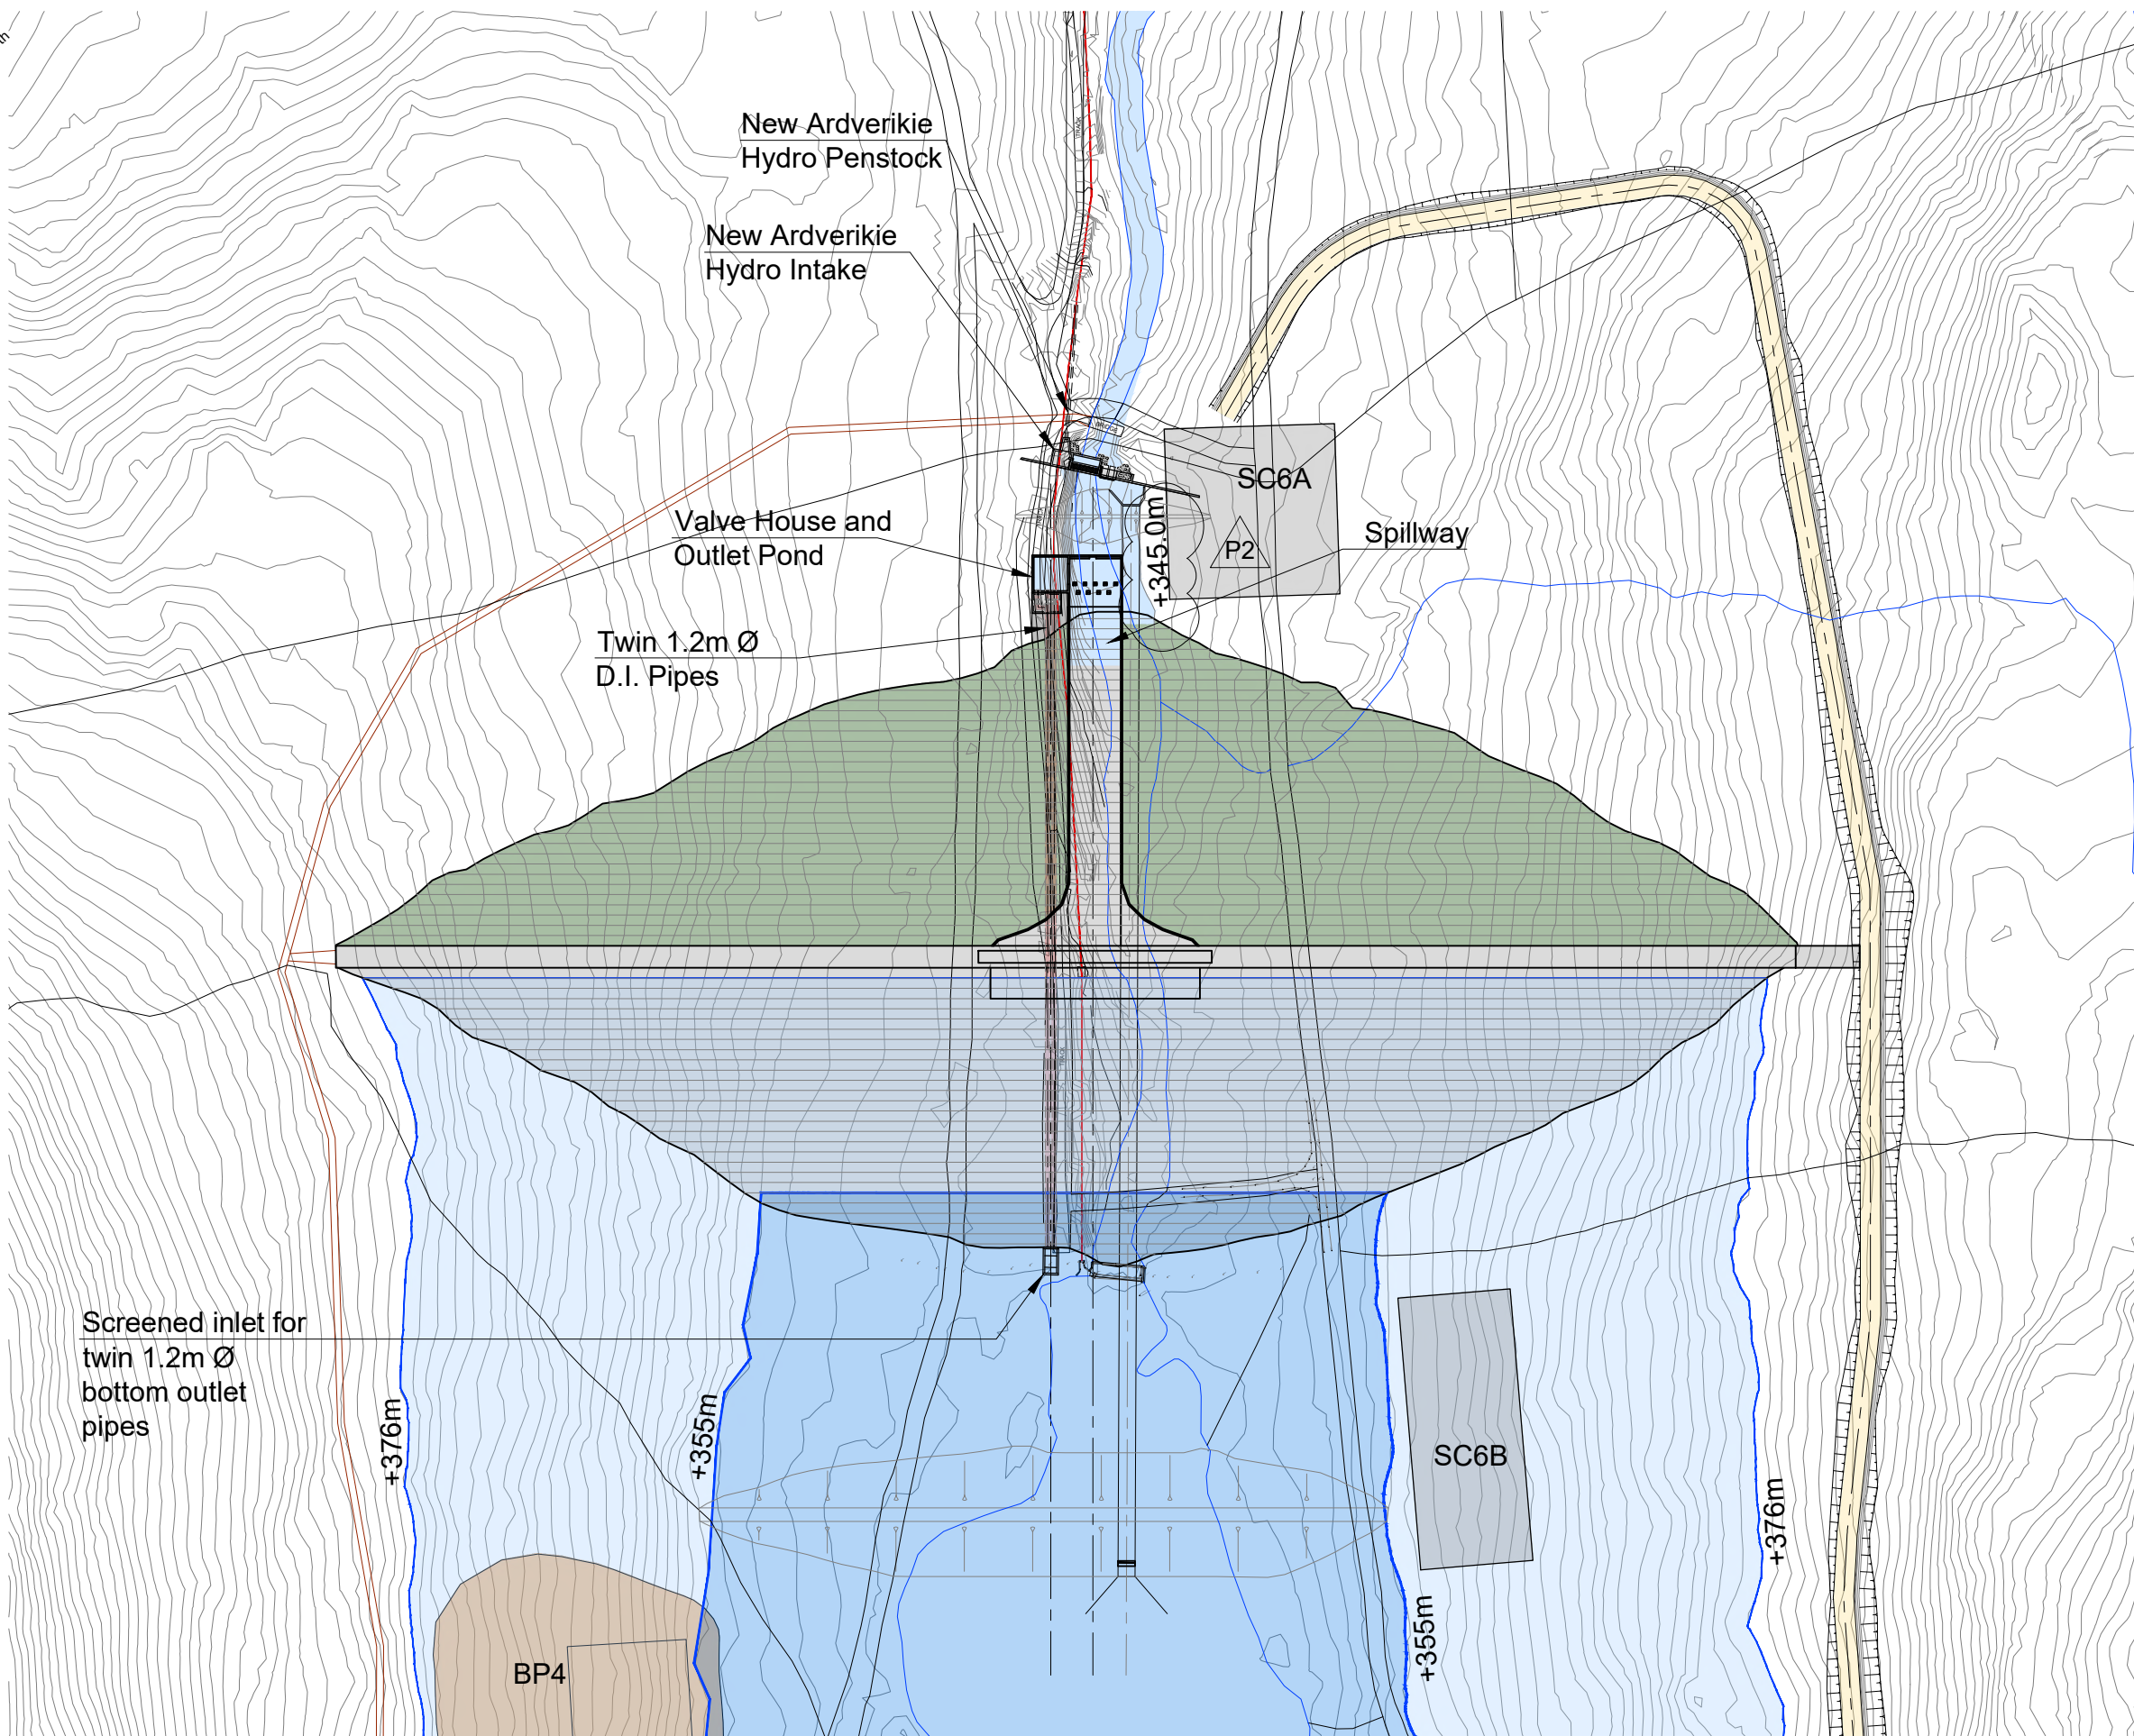 New Ardverikie
Hydro Penstock
New Ardverikie
Hydro Intake
SC6A
Valve House and
Outlet Pond
+345.0m
P2
Spillway
Twin 1.2m Ø
D.I. Pipes
Screened inlet for
twin 1.2m Ø
bottom outlet
pipes
+376m
+355m
SC6B
+376m
+355m
BP4